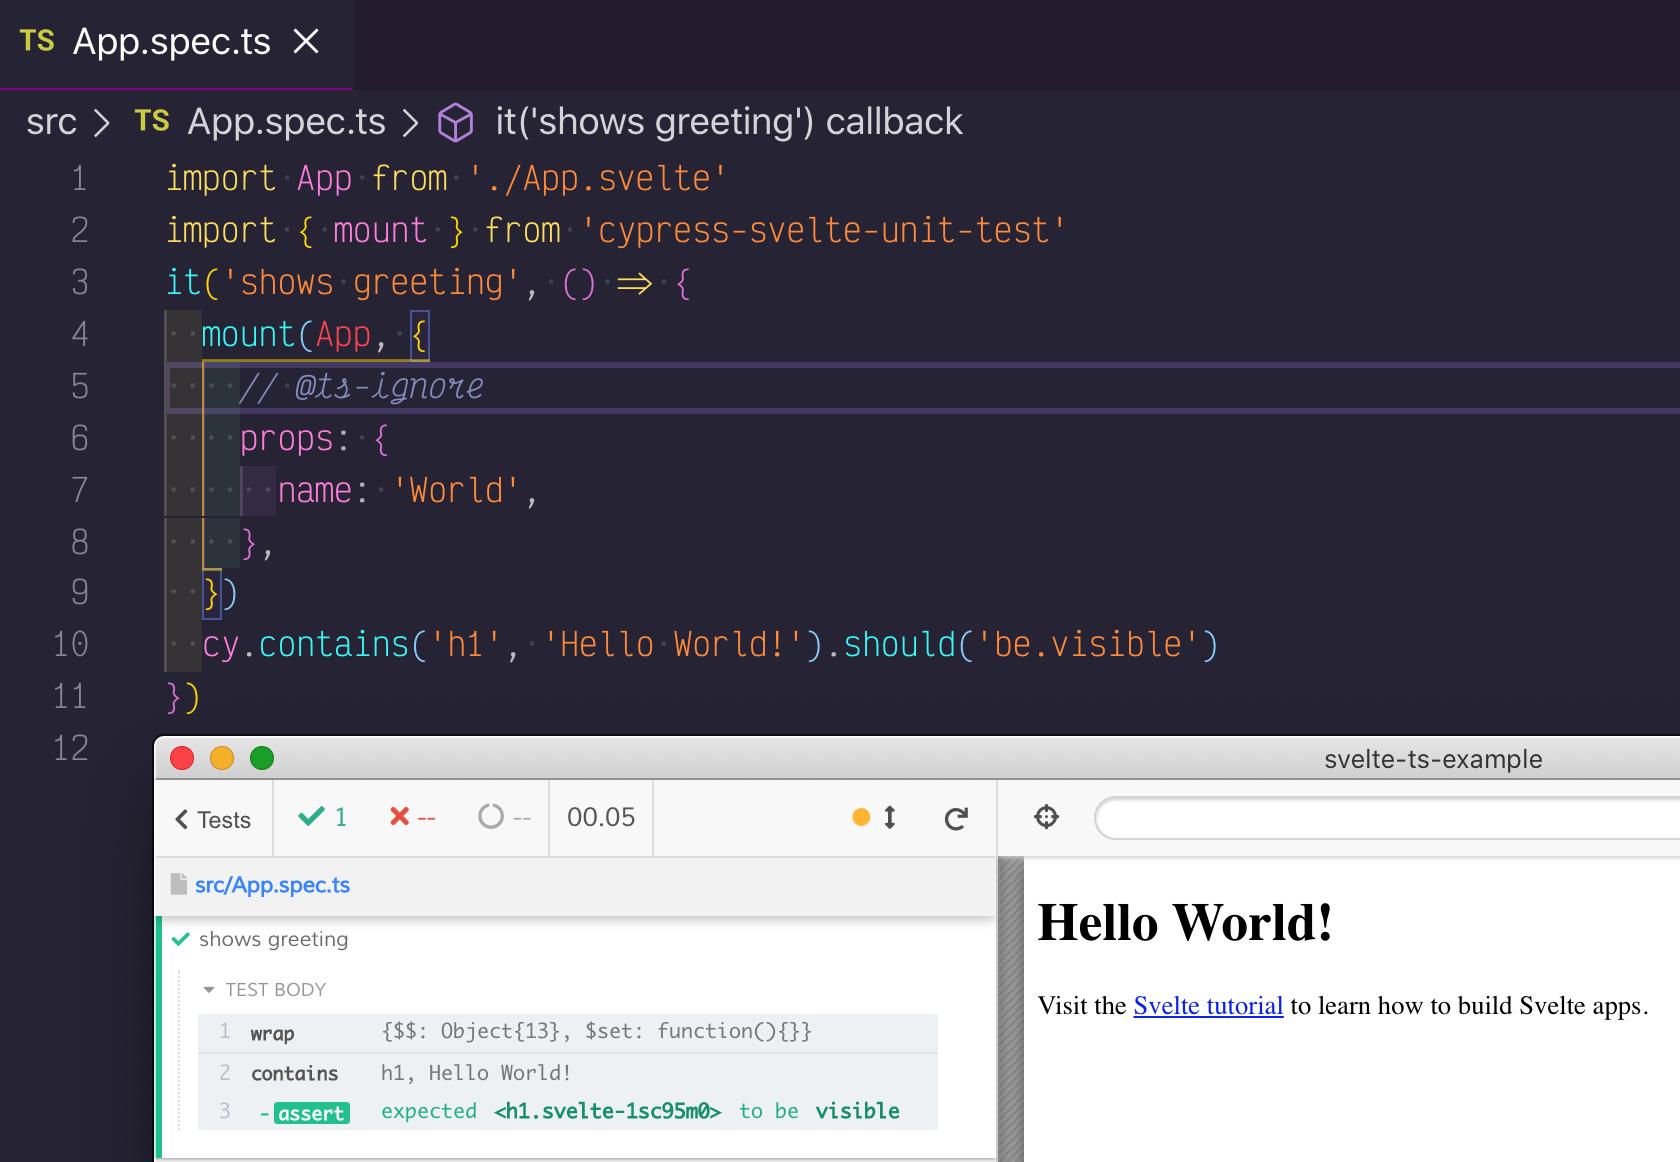 TS App.spec.ts
src > TS App.spec.ts > it('shows greeting') callback
1 import App from './App.svelte'
2 import { mount } from 'cypress-svelte-unit-test'
3 it('shows greeting', () => {
4 mount(App, {
5 // @ts-ignore
6 props: {
7 name: 'World',
8 },
9 })
10 cy.contains('h1', 'Hello World!').should('be.visible')
11 })
12
svelte-ts-example
< Tests 1 -- -- 00.05
src/App.spec.ts
shows greeting
TEST BODY
1 wrap {$$: Object{13}, $set: function(){}}
2 contains h1, Hello World!
3 -assert expected <h1.svelte-1sc95m0> to be visible
Hello World!
Visit the Svelte tutorial to learn how to build Svelte apps.